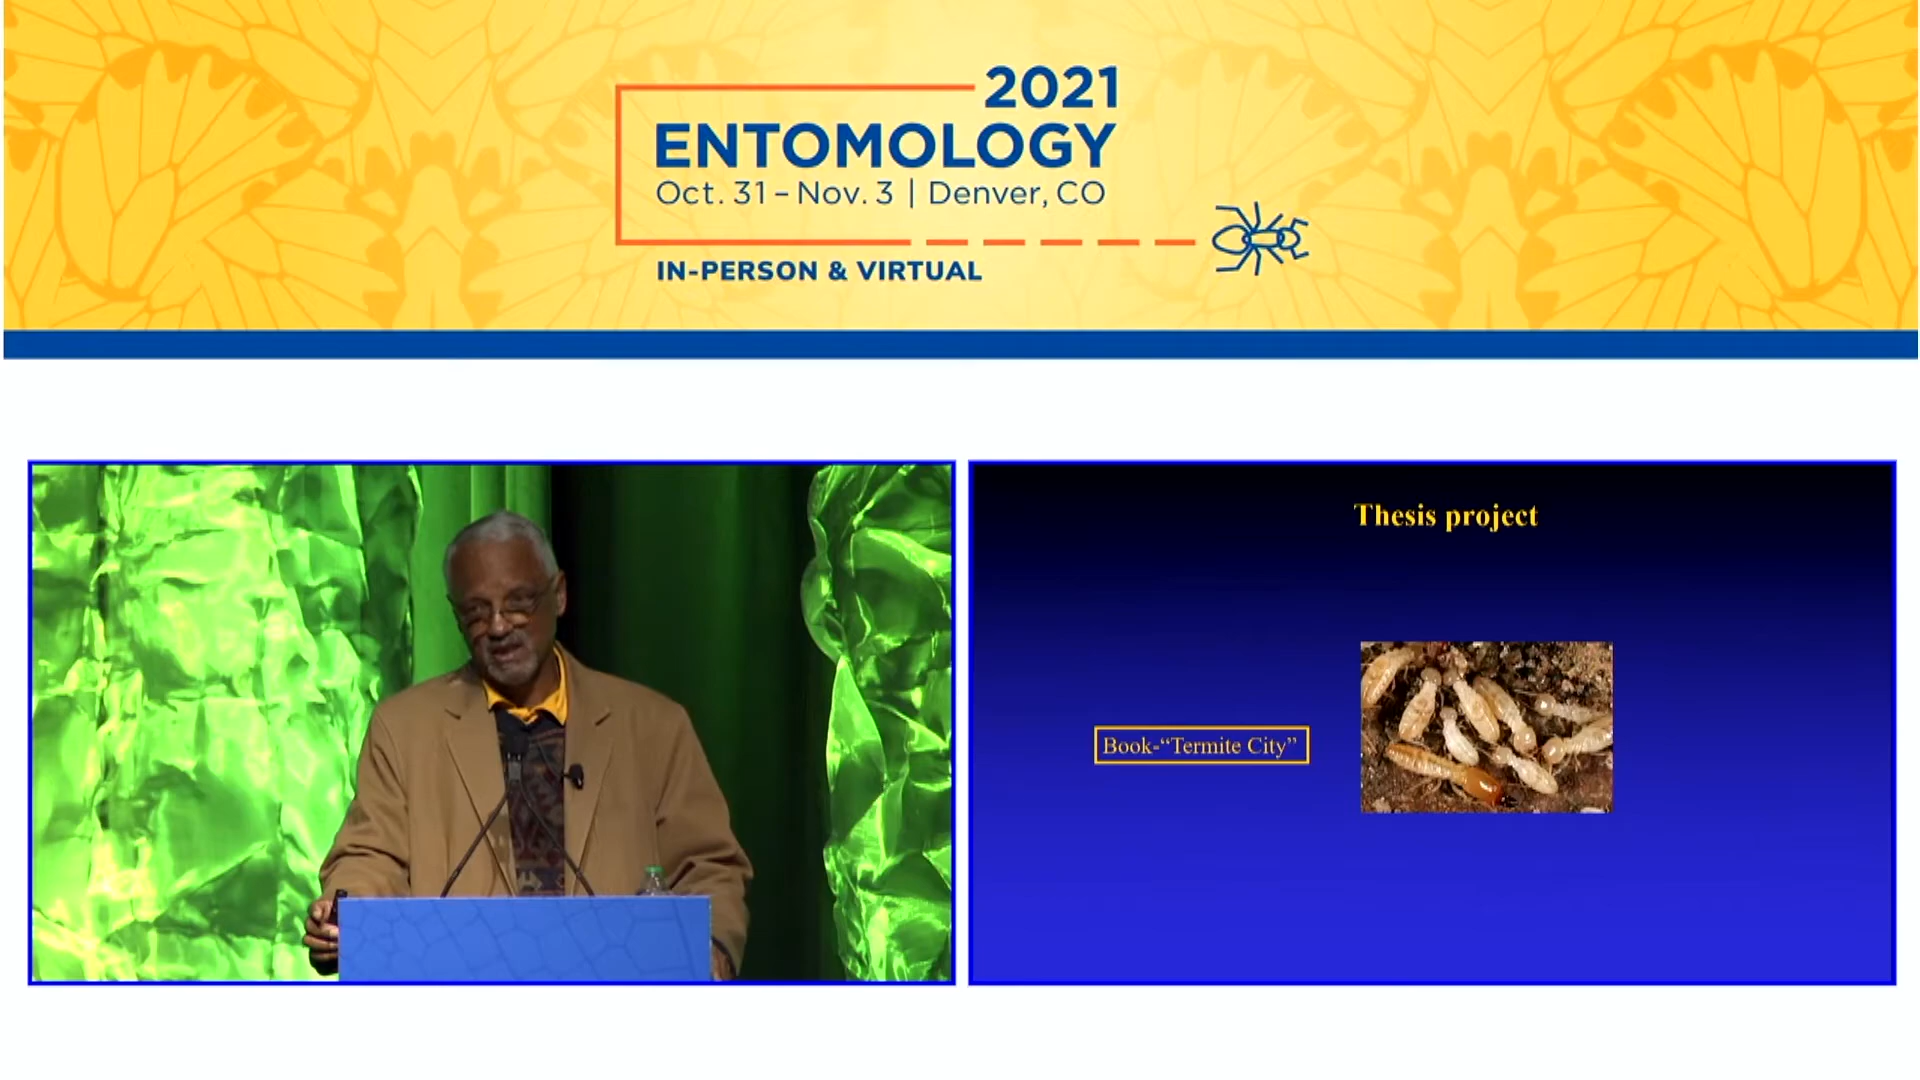 2021
ENTOMOLOGY
Oct. 31 – Nov. 3 | Denver, CO
IN-PERSON & VIRTUAL
Thesis project
Book-“Termite City”